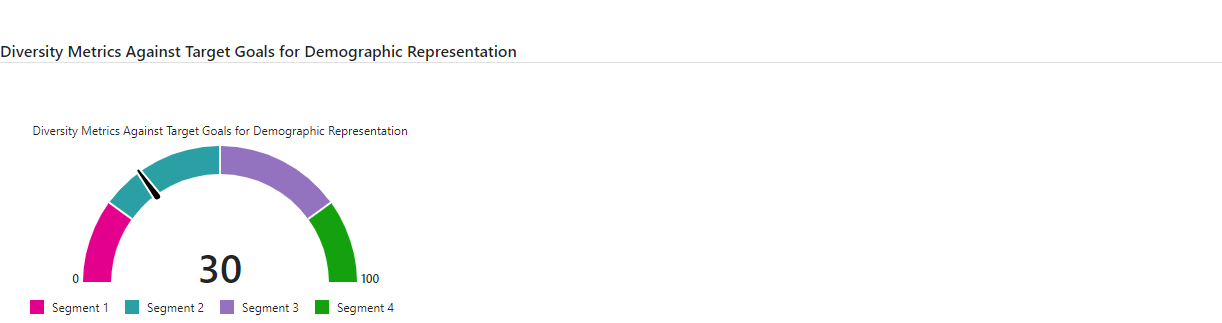 Diversity Metrics Against Target Goals for Demographic Representation
Diversity Metrics Against Target Goals for Demographic Representation
30
0
100
Segment 1
Segment 2
Segment 3
Segment 4